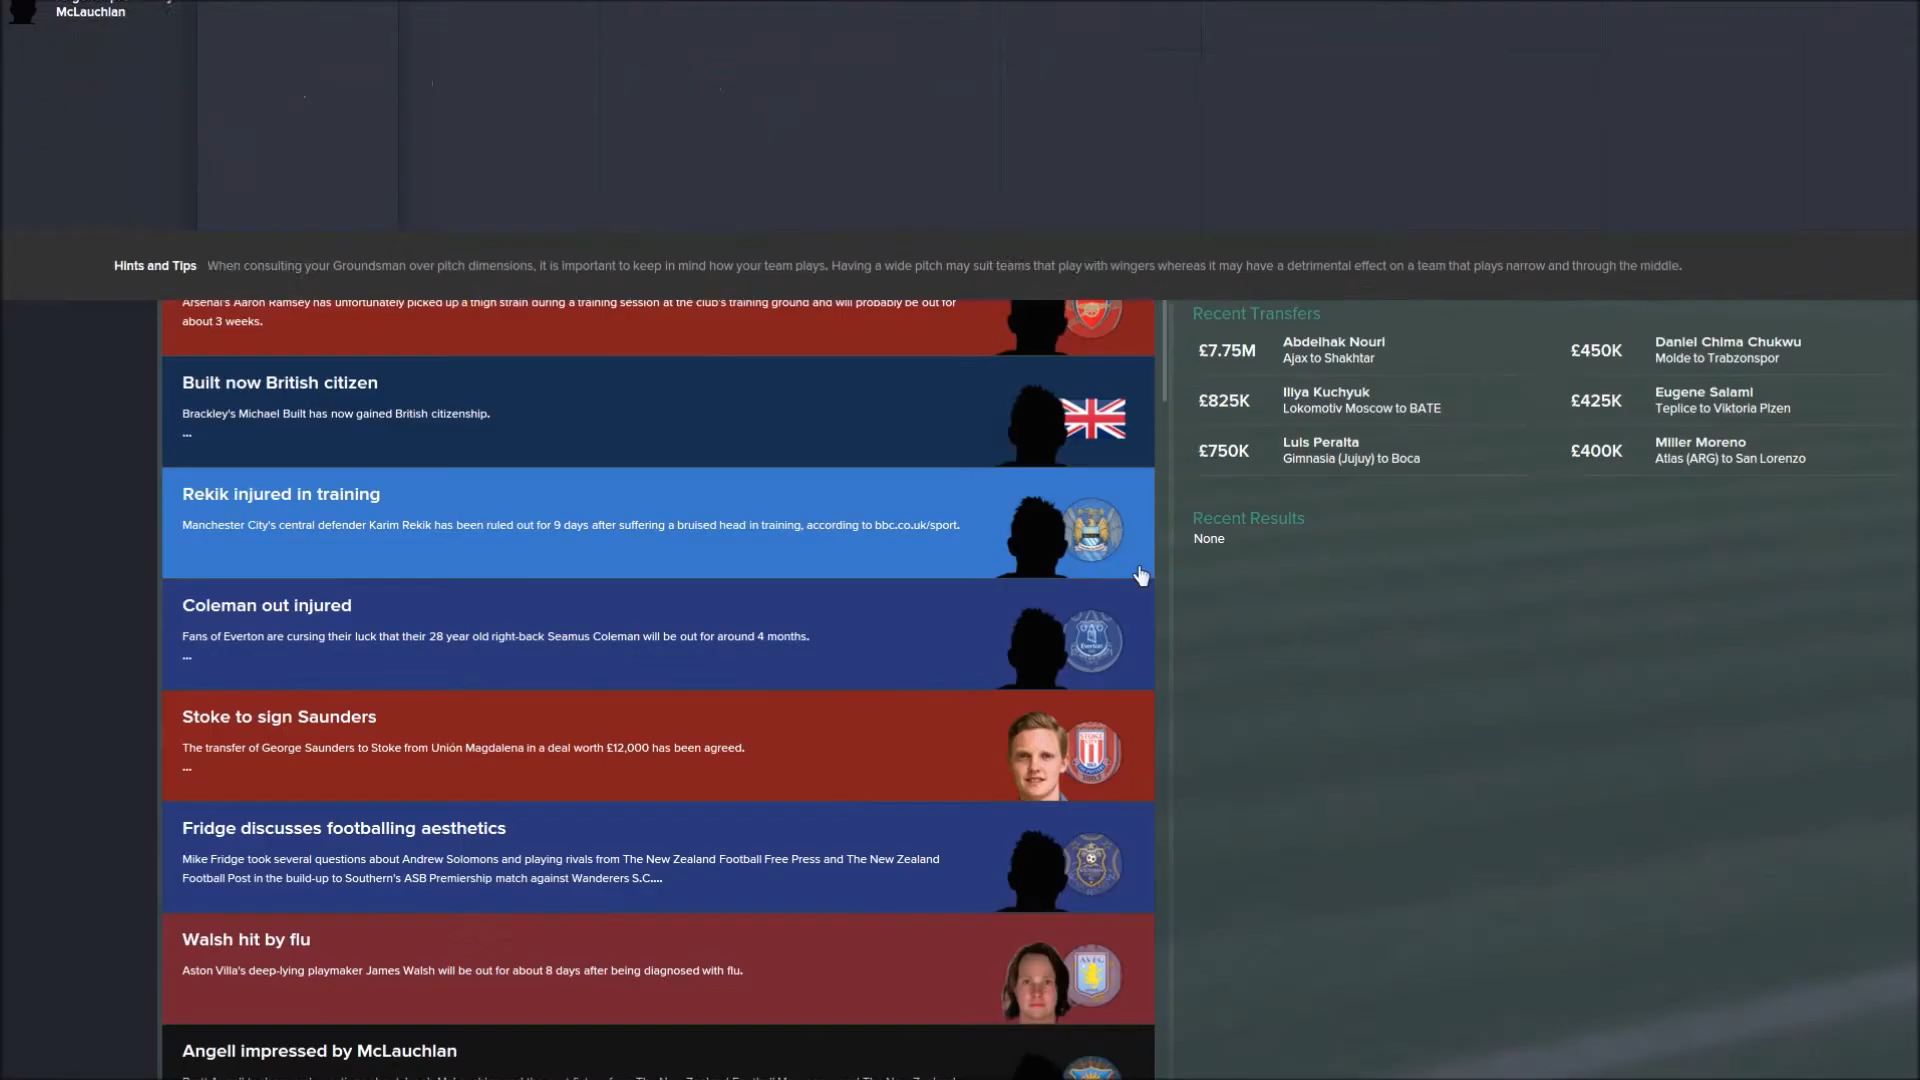 McLauchlan
Hints and Tips When consulting your Groundsman over pitch dimensions, it is important to keep in mind how your team plays. Having a wide pitch may suit teams that play with wingers whereas it may have a detrimental effect on a team that plays narrow and through the middle.
Arsenal's Aaron Ramsey has unfortunately picked up a thigh strain during a training session at the club's training ground and will probably be out for
about 3 weeks.
Built now British citizen
Brackley's Michael Built has now gained British citizenship.
...
Rekik injured in training
Manchester City's central defender Karim Rekik has been ruled out for 9 days after suffering a bruised head in training, according to bbc.co.uk/sport.
Coleman out injured
Fans of Everton are cursing their luck that their 28 year old right-back Seamus Coleman will be out for around 4 months.
...
Everton
Stoke to sign Saunders
The transfer of George Saunders to Stoke from Unión Magdalena in a deal worth £12,000 has been agreed.
...
Fridge discusses footballing aesthetics
Mike Fridge took several questions about Andrew Solomons and playing rivals from The New Zealand Football Free Press and The New Zealand
Football Post in the build-up to Southern's ASB Premiership match against Wanderers S.C....
Walsh hit by flu
Aston Villa's deep-lying playmaker James Walsh will be out for about 8 days after being diagnosed with flu.
AVFC
Angell impressed by McLauchlan
Recent Transfers
£7.75M Abdelhak Nouri
Ajax to Shakhtar
£450K Daniel Chima Chukwu
Molde to Trabzonspor
£825K Illya Kuchyuk
Lokomotiv Moscow to BATE
£425K Eugene Salami
Teplice to Viktoria Plzen
£750K Luis Peralta
Gimnasia (Jujuy) to Boca
£400K Miller Moreno
Atlas (ARG) to San Lorenzo
Recent Results
None